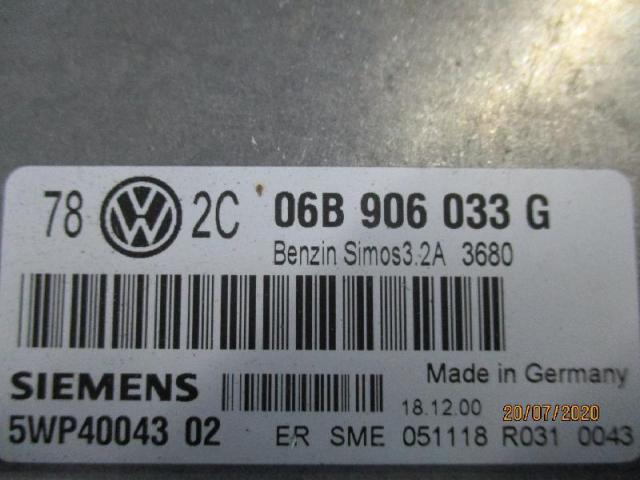 78 VW 2C 06B 906 033 G
Benzin Simos3.2A 3680
Made in Germany
SIEMENS 18.12.00 20/07/2020
5WP40043 02 ER SME 051118 R031 0043